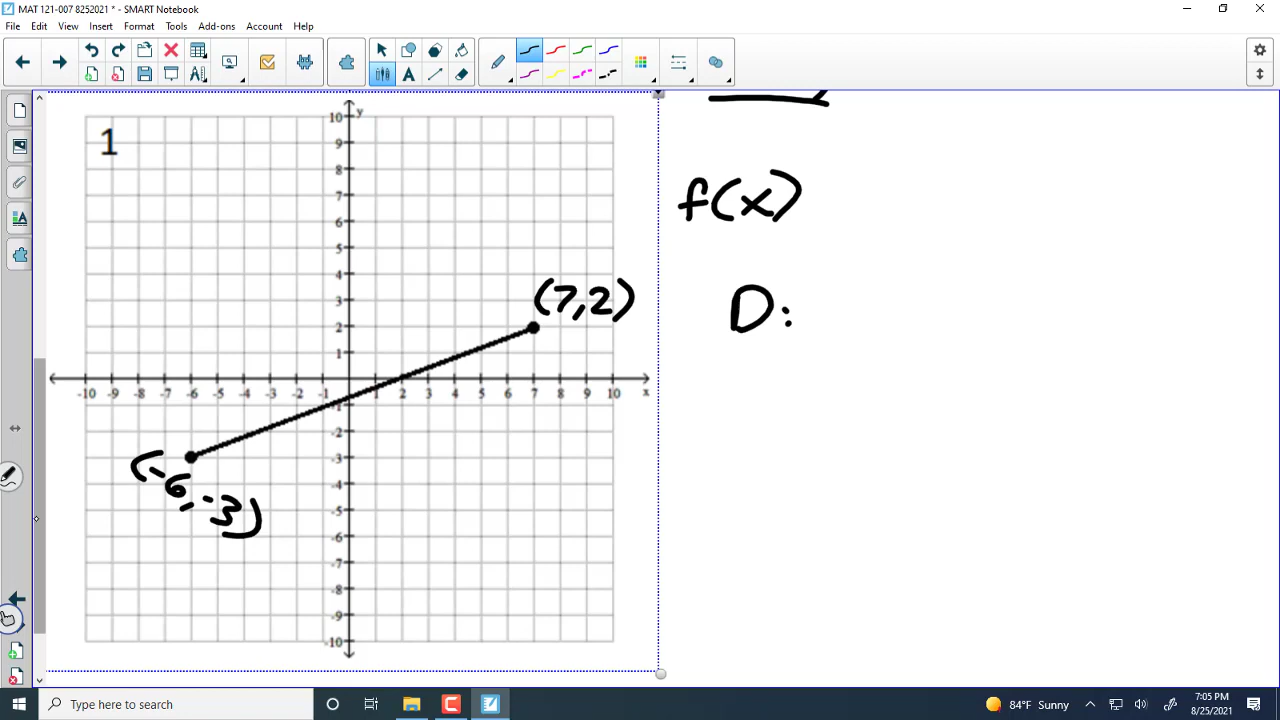 MAT 121-007 8252021 * - SMART Notebook
File Edit View Insert Format Tools Add-ons Account Help
1
y
10
9
8
7
6
5
4
3
2
1
-10 -9 -8 -7 -6 -5 -4 -3 -2 -1 2 3 4 5 6 7 8 9 10 x
-1
-2
-3
-4
-5
-6
-7
-8
-9
-10
(7,2)
(-6,-3)
f(x)
D:
Type here to search
84°F Sunny
7:05 PM
8/25/2021